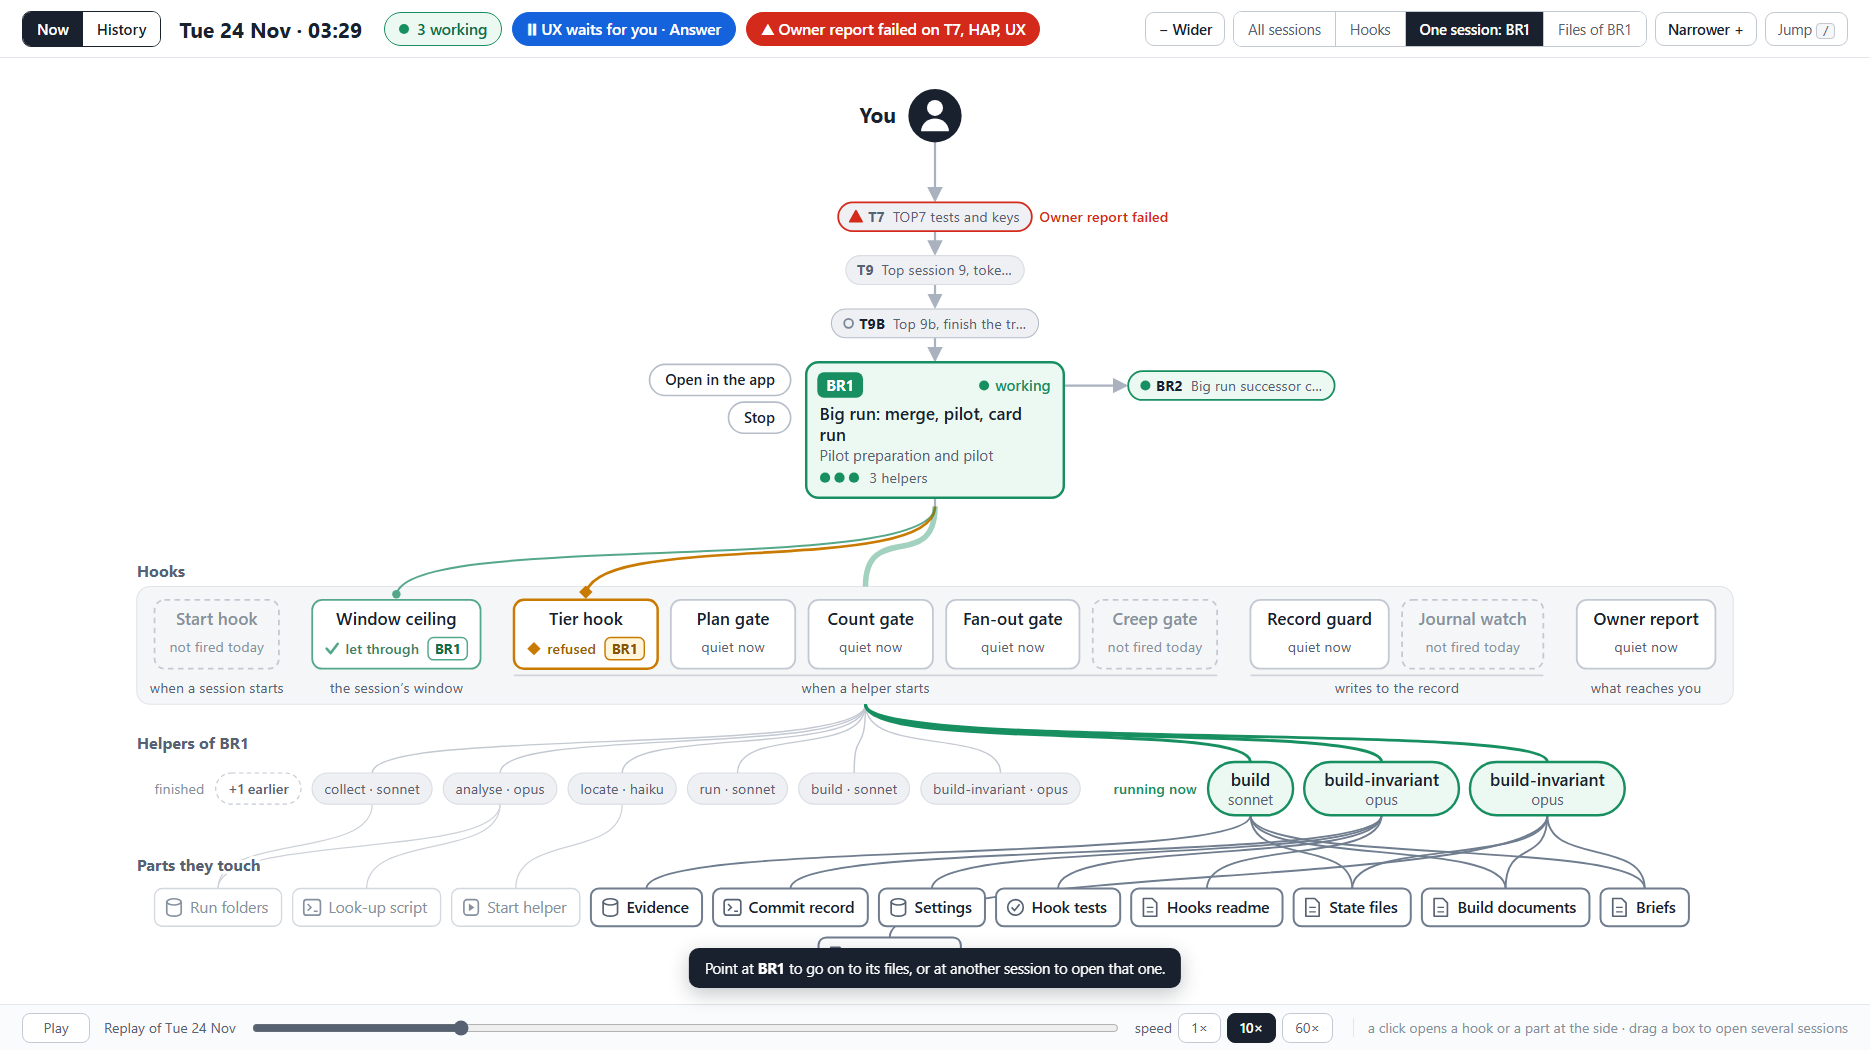 Now
History
Tue 24 Nov · 03:29
3 working
UX waits for you · Answer
Owner report failed on T7, HAP, UX
− Wider
All sessions
Hooks
One session: BR1
Files of BR1
Narrower +
Jump /
You
T7 TOP7 tests and keys
Owner report failed
T9 Top session 9, toke...
T9B Top 9b, finish the tr...
Open in the app
Stop
BR1
working
Big run: merge, pilot, card
run
Pilot preparation and pilot
3 helpers
BR2 Big run successor c...
Hooks
Start hook
not fired today
Window ceiling
let through BR1
Tier hook
refused BR1
Plan gate
quiet now
Count gate
quiet now
Fan-out gate
quiet now
Creep gate
not fired today
Record guard
quiet now
Journal watch
not fired today
Owner report
quiet now
when a session starts
the session's window
when a helper starts
writes to the record
what reaches you
Helpers of BR1
finished
+1 earlier
collect · sonnet
analyse · opus
locate · haiku
run · sonnet
build · sonnet
build-invariant · opus
running now
build
sonnet
build-invariant
opus
build-invariant
opus
Parts they touch
Run folders
Look-up script
Start helper
Evidence
Commit record
Settings
Hook tests
Hooks readme
State files
Build documents
Briefs
Point at BR1 to go on to its files, or at another session to open that one.
Play
Replay of Tue 24 Nov
speed
1×
10×
60×
a click opens a hook or a part at the side · drag a box to open several sessions